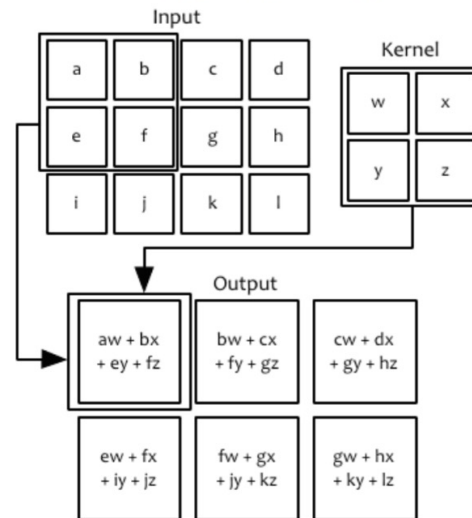 Input
Kernel
a b c d
w x
e f g h
y z
i j k l
Output
aw + bx
+ ey + fz
bw + cx
+ fy + gz
cw + dx
+ gy + hz
ew + fx
+ iy + jz
fw + gx
+ jy + kz
gw + hx
+ ky + lz